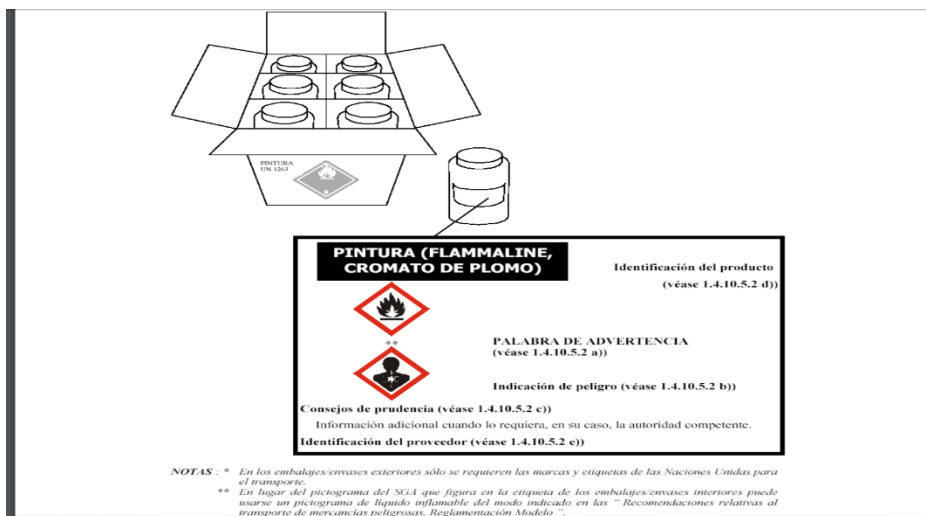 PINTURA
UN 1263
PINTURA (FLAMMALINE,
CROMATO DE PLOMO)
Identificación del producto
(véase 1.4.10.5.2 d))
**
PALABRA DE ADVERTENCIA
(véase 1.4.10.5.2 a))
Indicación de peligro (véase 1.4.10.5.2 b))
Consejos de prudencia (véase 1.4.10.5.2 c))
Información adicional cuando lo requiera, en su caso, la autoridad competente.
Identificación del proveedor (véase 1.4.10.5.2 e))
NOTAS : * En los embalajes/envases exteriores sólo se requieren las marcas y etiquetas de las Naciones Unidas para
el transporte.
** En lugar del pictograma del SGA que figura en la etiqueta de los embalajes/envases interiores puede
usarse un pictograma de líquido inflamable del modo indicado en las " Recomendaciones relativas al
transporte de mercancías peligrosas. Reglamentación Modelo ".